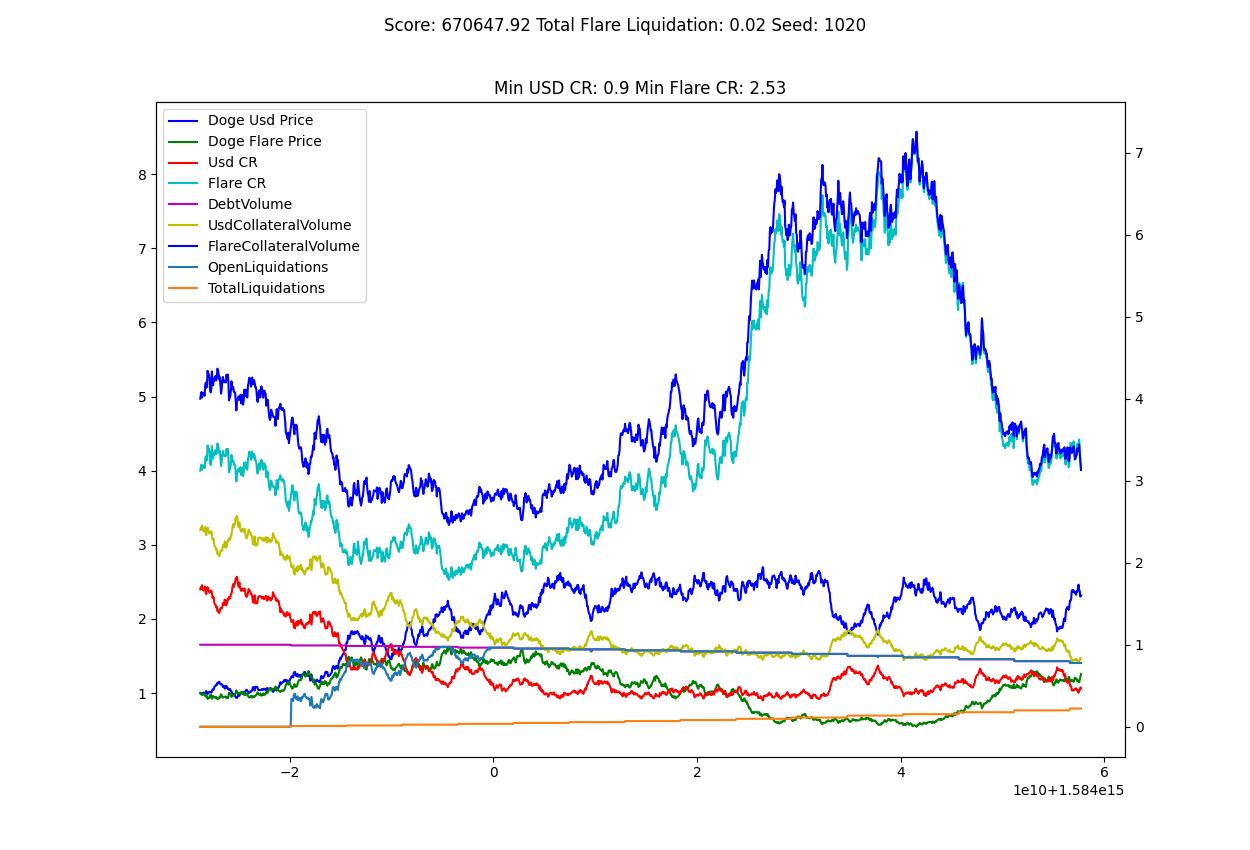 Score: 670647.92 Total Flare Liquidation: 0.02 Seed: 1020
Min USD CR: 0.9 Min Flare CR: 2.53
Doge Usd Price
Doge Flare Price
Usd CR
Flare CR
DebtVolume
UsdCollateralVolume
FlareCollateralVolume
OpenLiquidations
TotalLiquidations
8
7
6
5
4
3
2
1
7
6
5
4
3
2
1
0
−2
0
2
4
6
1e10+1.584e15